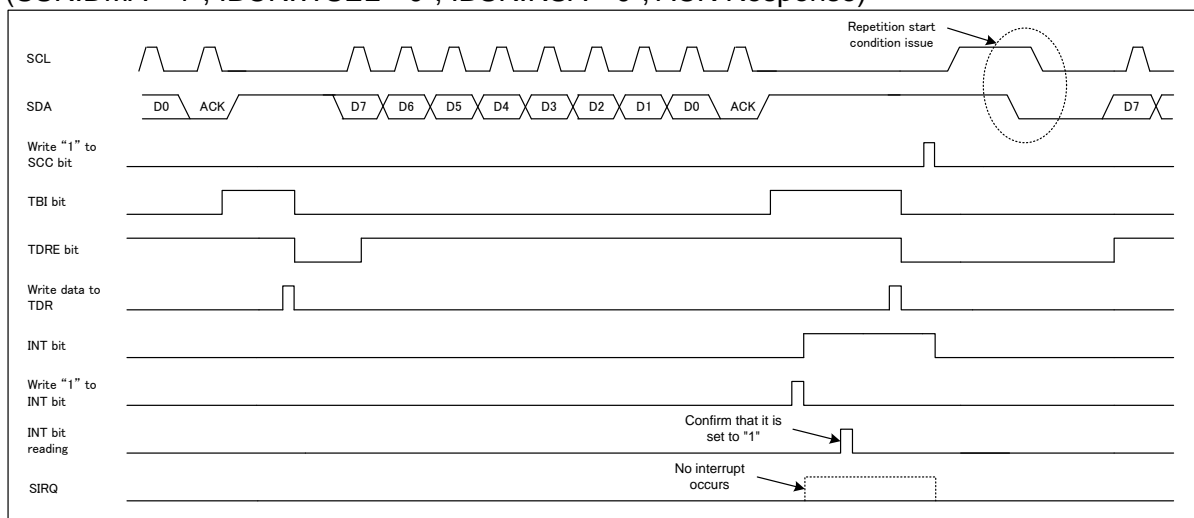 Repetition start
condition issue
SCL
SDA
D0 ACK D7 D6 D5 D4 D3 D2 D1 D0 ACK D7
Write “1” to
SCC bit
TBI bit
TDRE bit
Write data to
TDR
INT bit
Write “1” to
INT bit
Confirm that it is
set to "1"
INT bit
reading
No interrupt
occurs
SIRQ